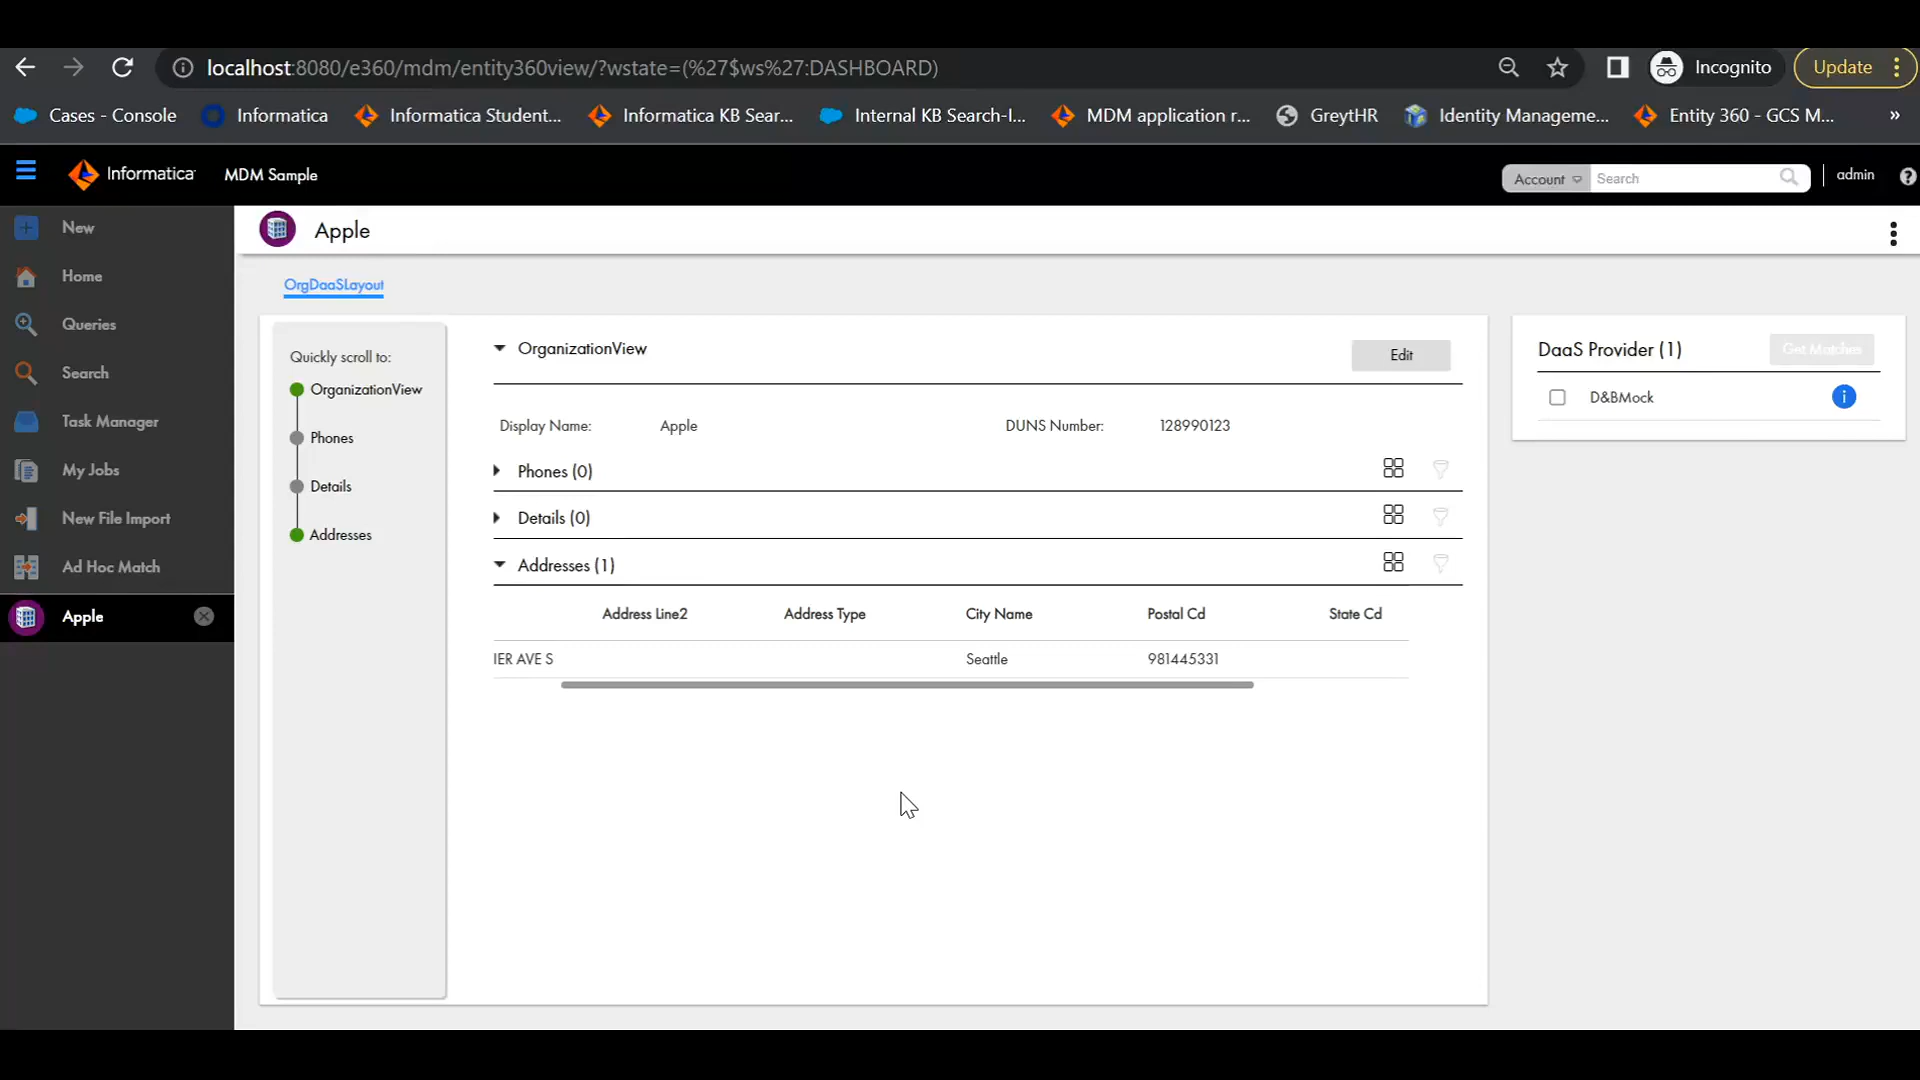 localhost:8080/e360/mdm/entity360view/?wstate=(%27$ws%27:DASHBOARD)
Incognito
Update
Cases - Console
Informatica
Informatica Student...
Informatica KB Sear...
Internal KB Search-I...
MDM application r...
GreytHR
Identity Manageme...
Entity 360 - GCS M...
»
Informatica
MDM Sample
Account
Search
admin
?
New
Home
Queries
Search
Task Manager
My Jobs
New File Import
Ad Hoc Match
Apple
Apple
OrgDaaSLayout
Quickly scroll to:
OrganizationView
Phones
Details
Addresses
OrganizationView
Edit
Display Name: Apple DUNS Number: 128990123
Phones (0)
Details (0)
Addresses (1)
Address Line2 Address Type City Name Postal Cd State Cd
IER AVE S Seattle 981445331
DaaS Provider (1)
Get Matches
D&BMock
i